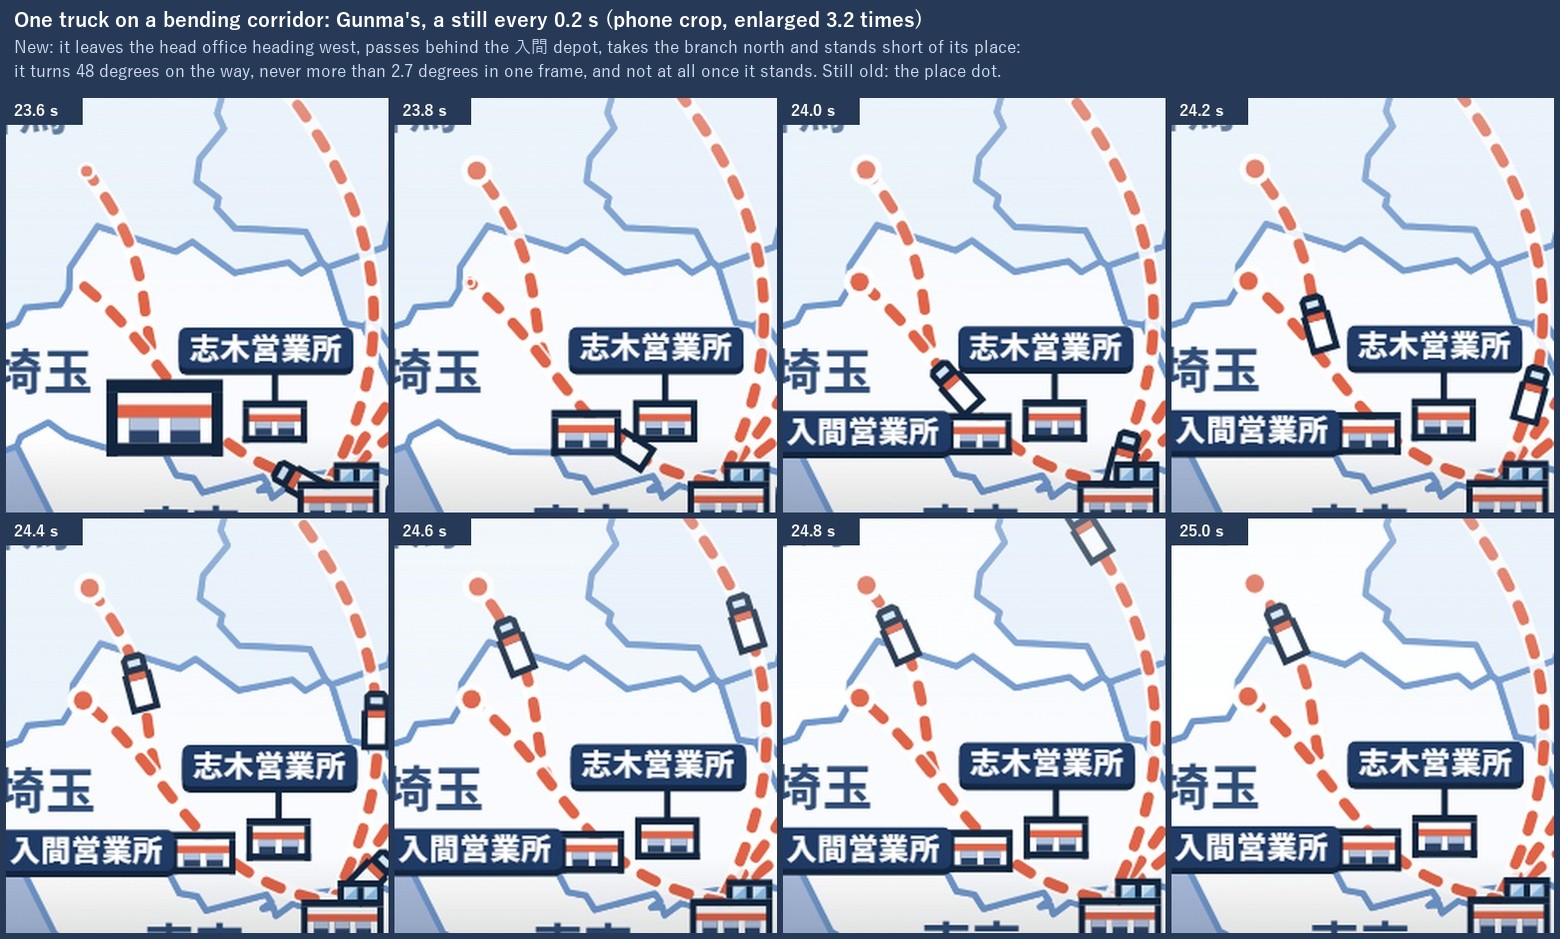 One truck on a bending corridor: Gunma's, a still every 0.2 s (phone crop, enlarged 3.2 times)
New: it leaves the head office heading west, passes behind the 入間 depot, takes the branch north and stands short of its place:
it turns 48 degrees on the way, never more than 2.7 degrees in one frame, and not at all once it stands. Still old: the place dot.
23.6 s
志木営業所
埼玉
23.8 s
志木営業所
埼玉
24.0 s
志木営業所
埼玉
入間営業所
24.2 s
志木営業所
埼玉
入間営業所
24.4 s
志木営業所
埼玉
入間営業所
24.6 s
志木営業所
埼玉
入間営業所
24.8 s
志木営業所
埼玉
入間営業所
25.0 s
志木営業所
埼玉
入間営業所